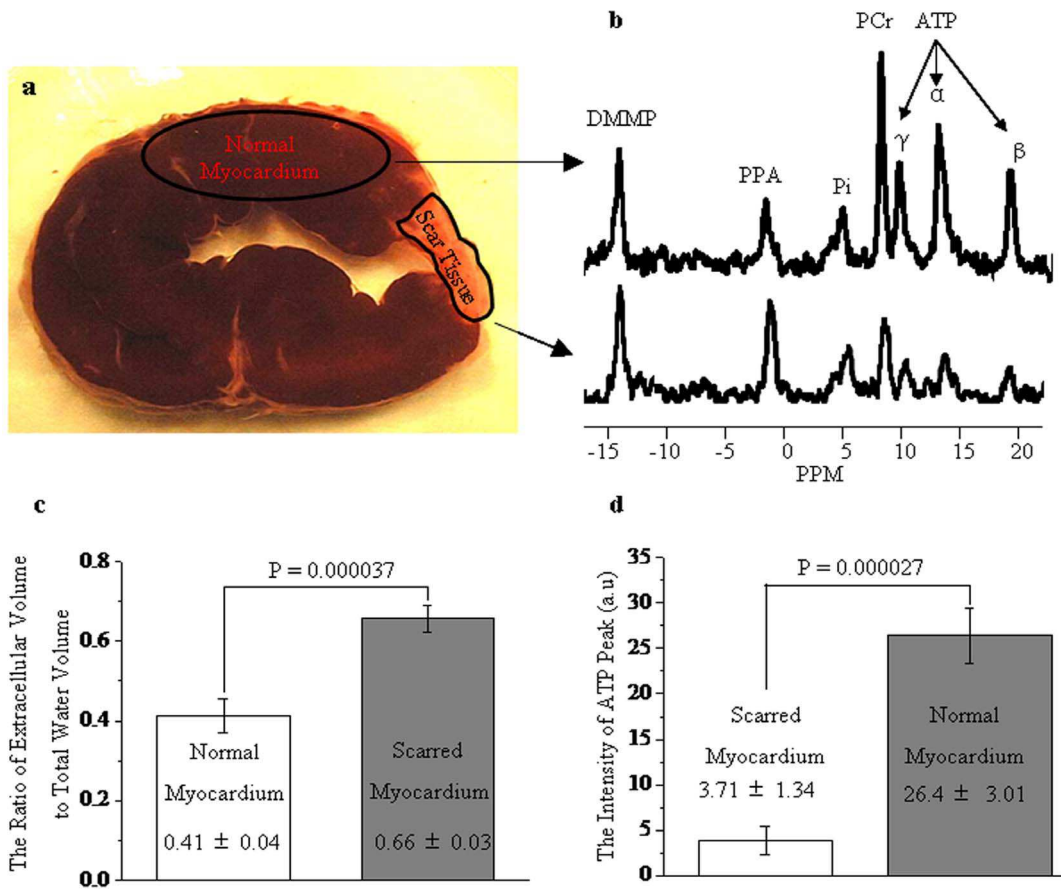 a
Normal
Myocardium
Scar Tissue
b
PCr
ATP
DMMP
PPA
Pi
γ
α
β
-15 -10 -5 0 5 10 15 20
PPM
c
The Ratio of Extracellular Volume
to Total Water Volume
0.8
0.6
0.4
0.2
0.0
P = 0.000037
Normal
Myocardium
0.41 ± 0.04
Scarred
Myocardium
0.66 ± 0.03
d
The Intensity of ATP Peak (a.u)
35
30
25
20
15
10
5
0
P = 0.000027
Scarred
Myocardium
3.71 ± 1.34
Normal
Myocardium
26.4 ± 3.01